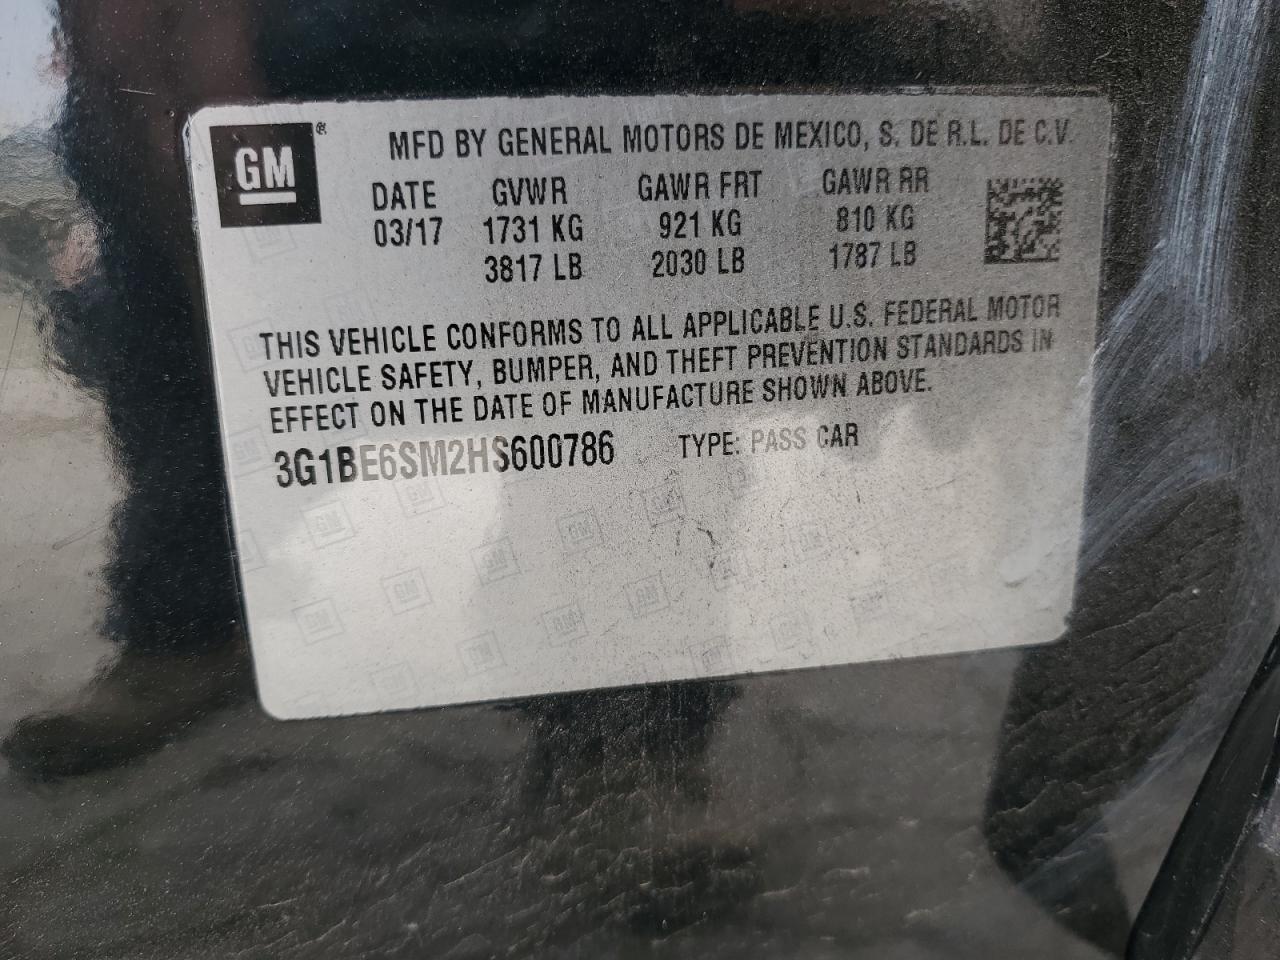 GM ®
MFD BY GENERAL MOTORS DE MEXICO, S. DE R.L. DE C.V.
DATE GVWR GAWR FRT GAWR RR
03/17 1731 KG 921 KG 810 KG
3817 LB 2030 LB 1787 LB
THIS VEHICLE CONFORMS TO ALL APPLICABLE U.S. FEDERAL MOTOR
VEHICLE SAFETY, BUMPER, AND THEFT PREVENTION STANDARDS IN
EFFECT ON THE DATE OF MANUFACTURE SHOWN ABOVE.
3G1BE6SM2HS600786 TYPE: PASS CAR